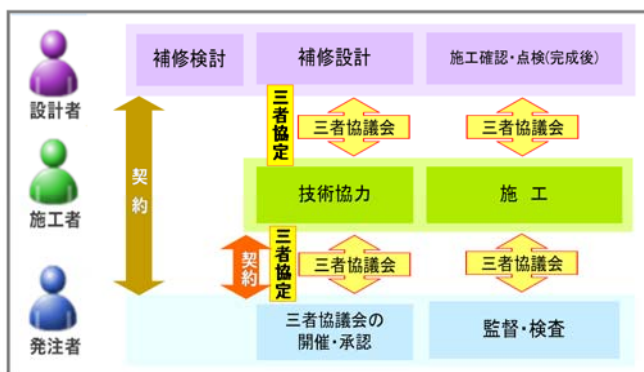 設計者
補修検討
補修設計
施工確認・点検(完成後)
三者協定
三者協議会
三者協議会
契約
施工者
技術協力
施 工
契約
三者協定
三者協議会
三者協議会
発注者
三者協議会の
開催・承認
監督・検査